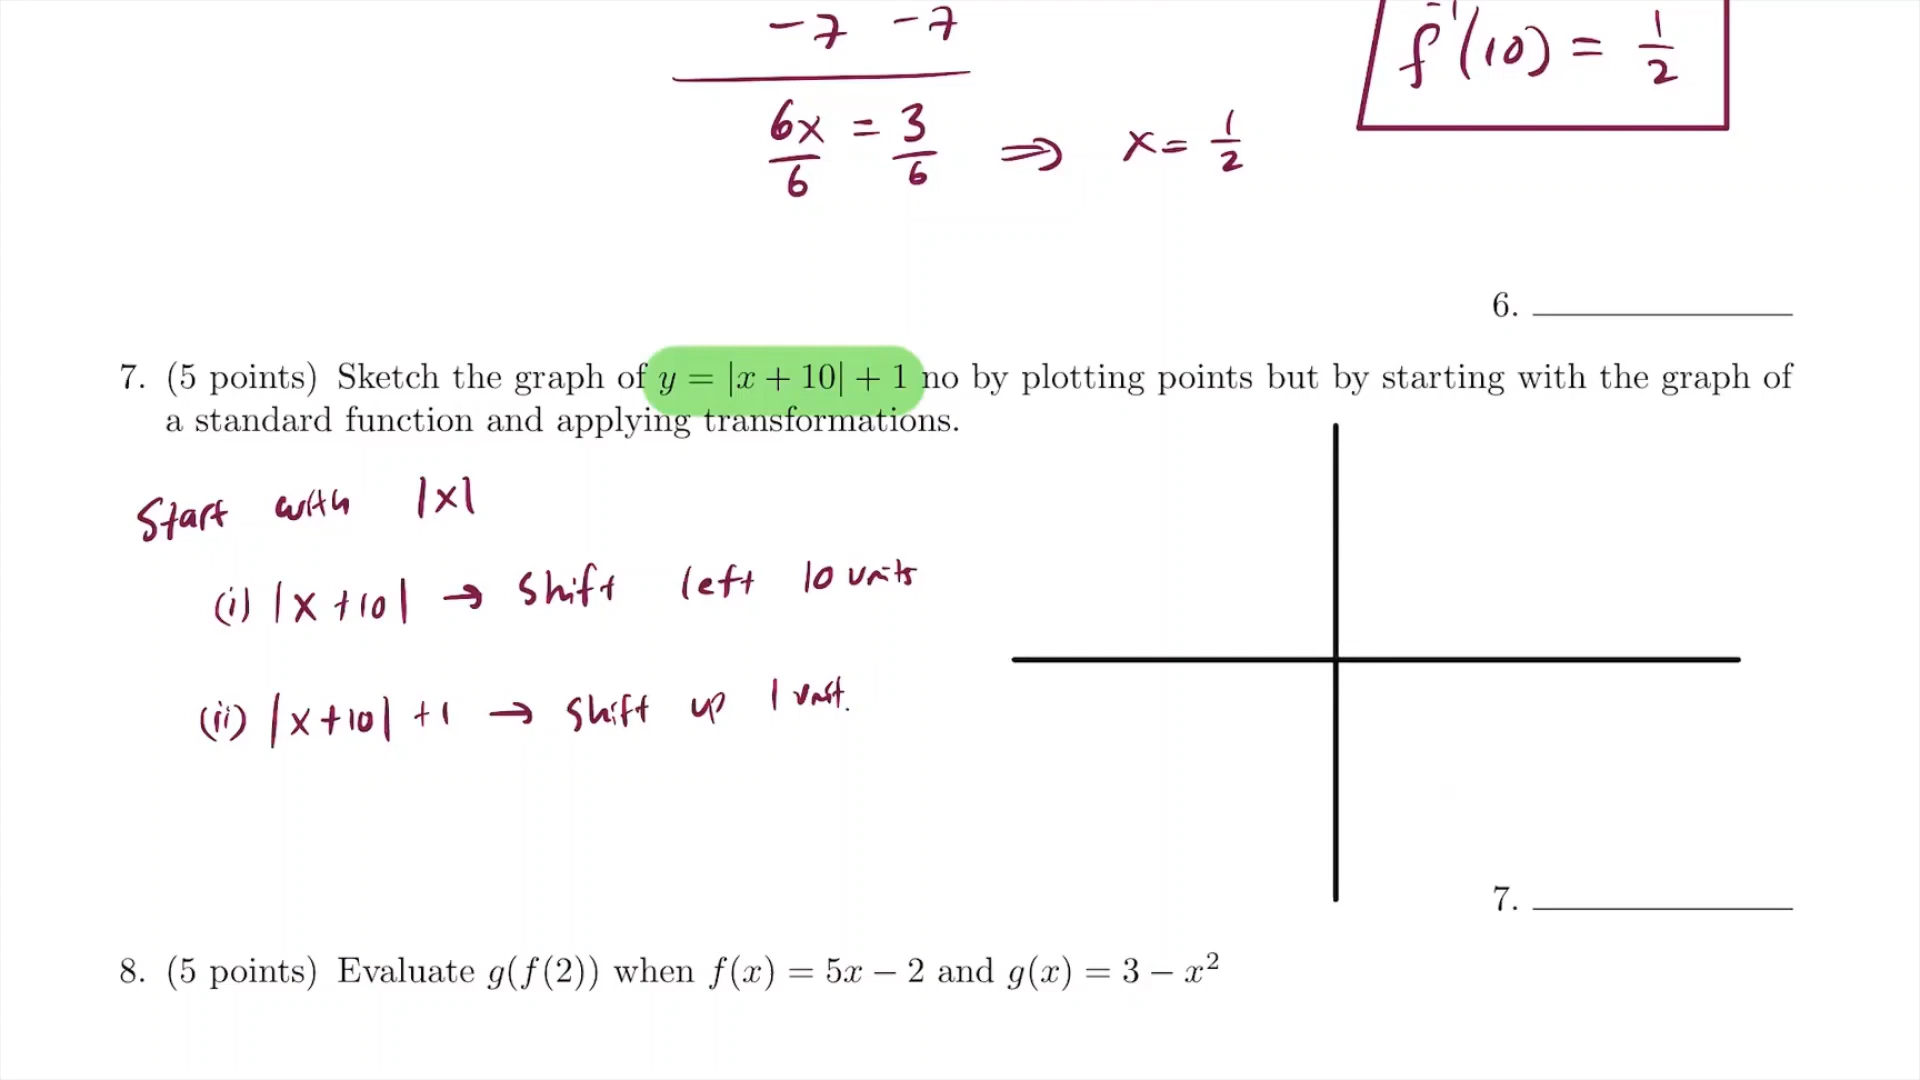 -7 -7
f⁻¹(10) = 1/2
6x/6 = 3/6 ⇒ x = 1/2
6.
7. (5 points) Sketch the graph of y = |x + 10| + 1 no by plotting points but by starting with the graph of
a standard function and applying transformations.
Start with |x|
(i) |x+10| → Shift left 10 units
(ii) |x+10| +1 → Shift up 1 unit.
7.
8. (5 points) Evaluate g(f(2)) when f(x) = 5x − 2 and g(x) = 3 − x²